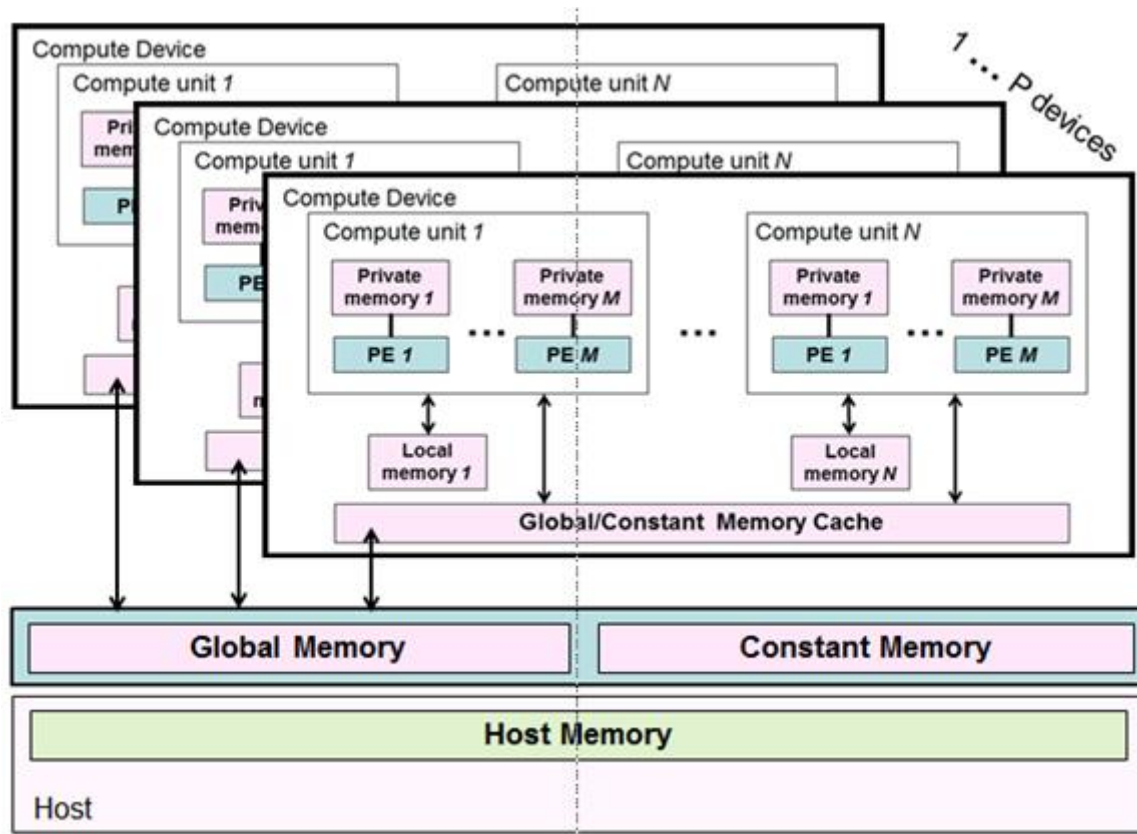 Compute Device
Compute unit 1
Compute unit N
1 ... P devices
PE
Compute Device
Compute unit 1
Compute unit N
PE
Compute Device
Compute unit 1
Compute unit N
Private
memory 1
Private
memory M
Private
memory 1
Private
memory M
...
...
...
PE 1
PE M
PE 1
PE M
Local
memory 1
Local
memory N
Global/Constant Memory Cache
Global Memory
Constant Memory
Host Memory
Host